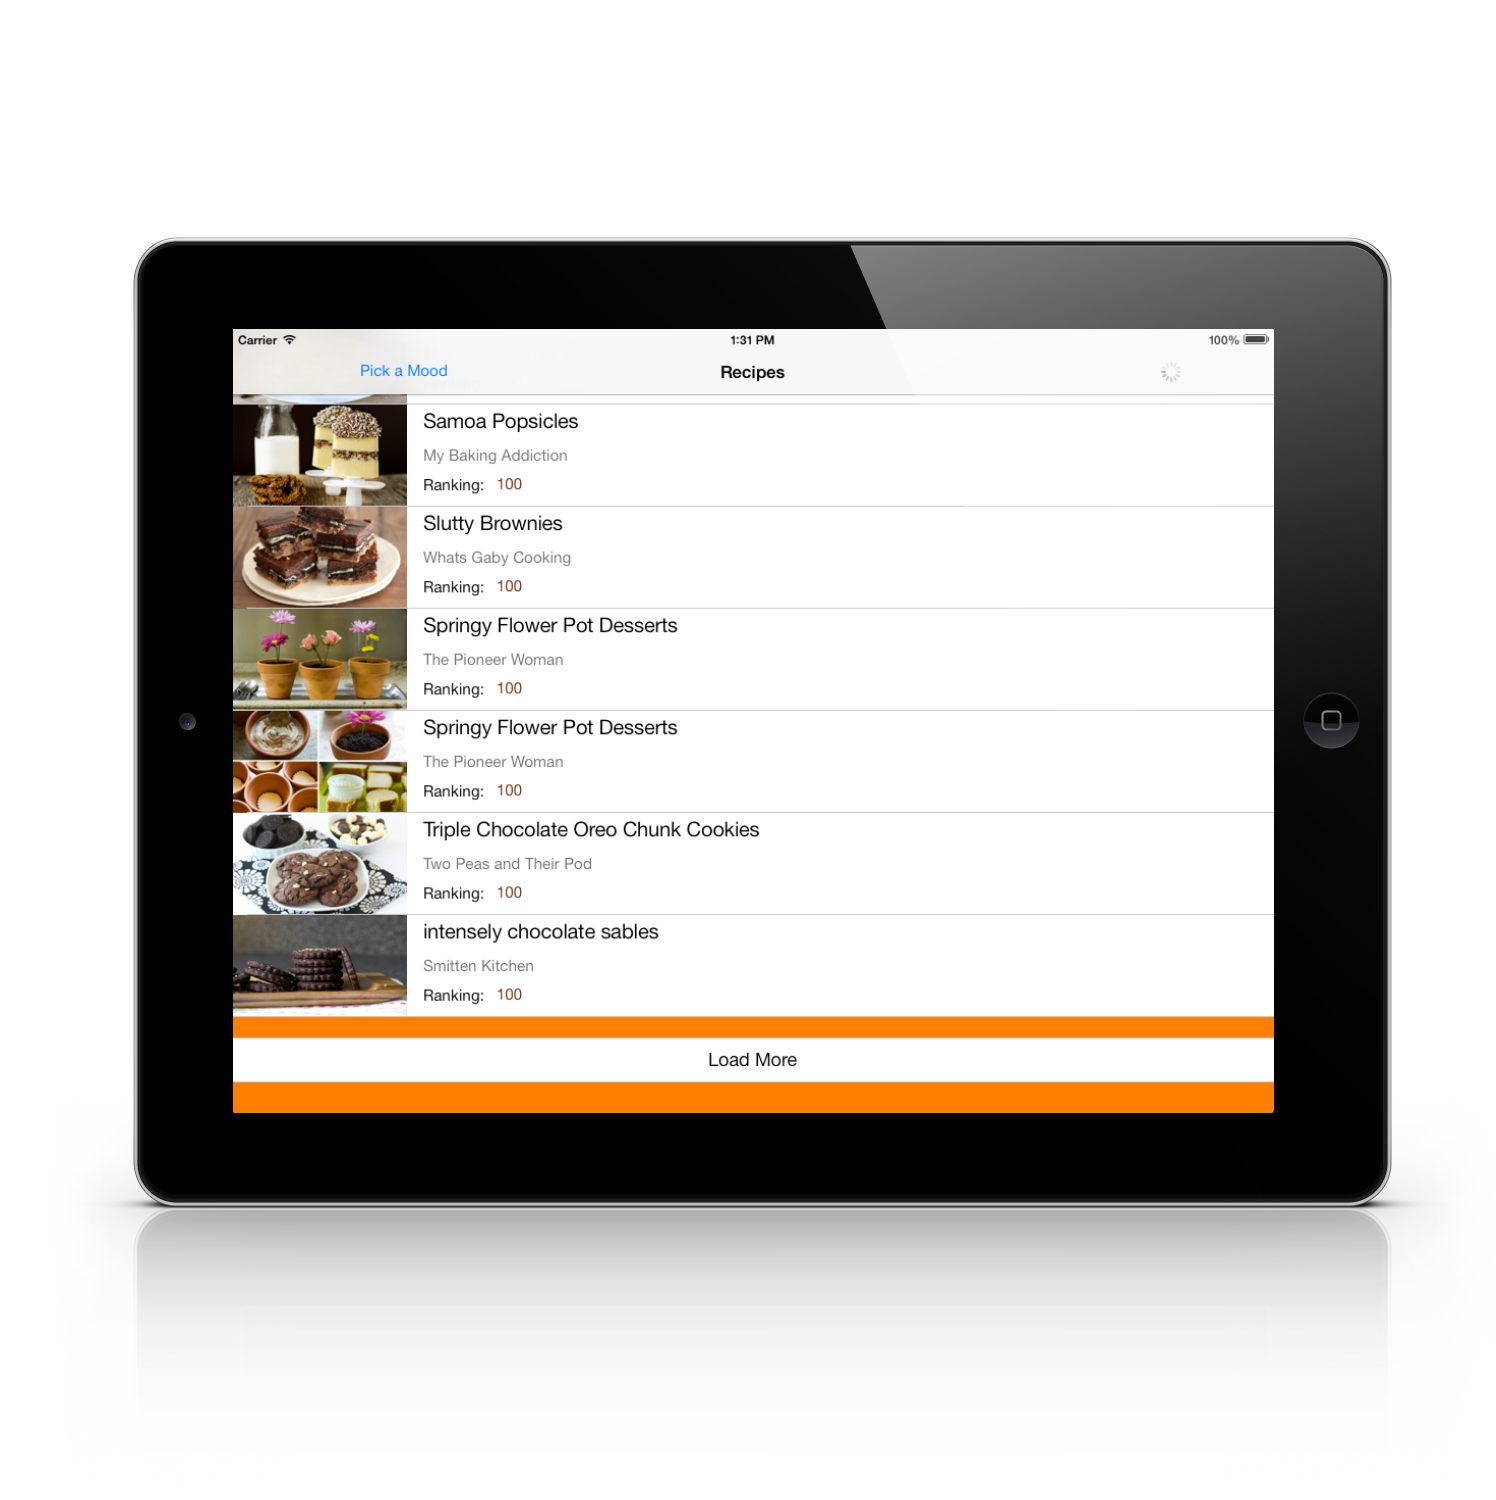 Carrier 1:31 PM 100%
Pick a Mood Recipes
Samoa Popsicles
My Baking Addiction
Ranking: 100
Slutty Brownies
Whats Gaby Cooking
Ranking: 100
Springy Flower Pot Desserts
The Pioneer Woman
Ranking: 100
Springy Flower Pot Desserts
The Pioneer Woman
Ranking: 100
Triple Chocolate Oreo Chunk Cookies
Two Peas and Their Pod
Ranking: 100
intensely chocolate sables
Smitten Kitchen
Ranking: 100
Load More